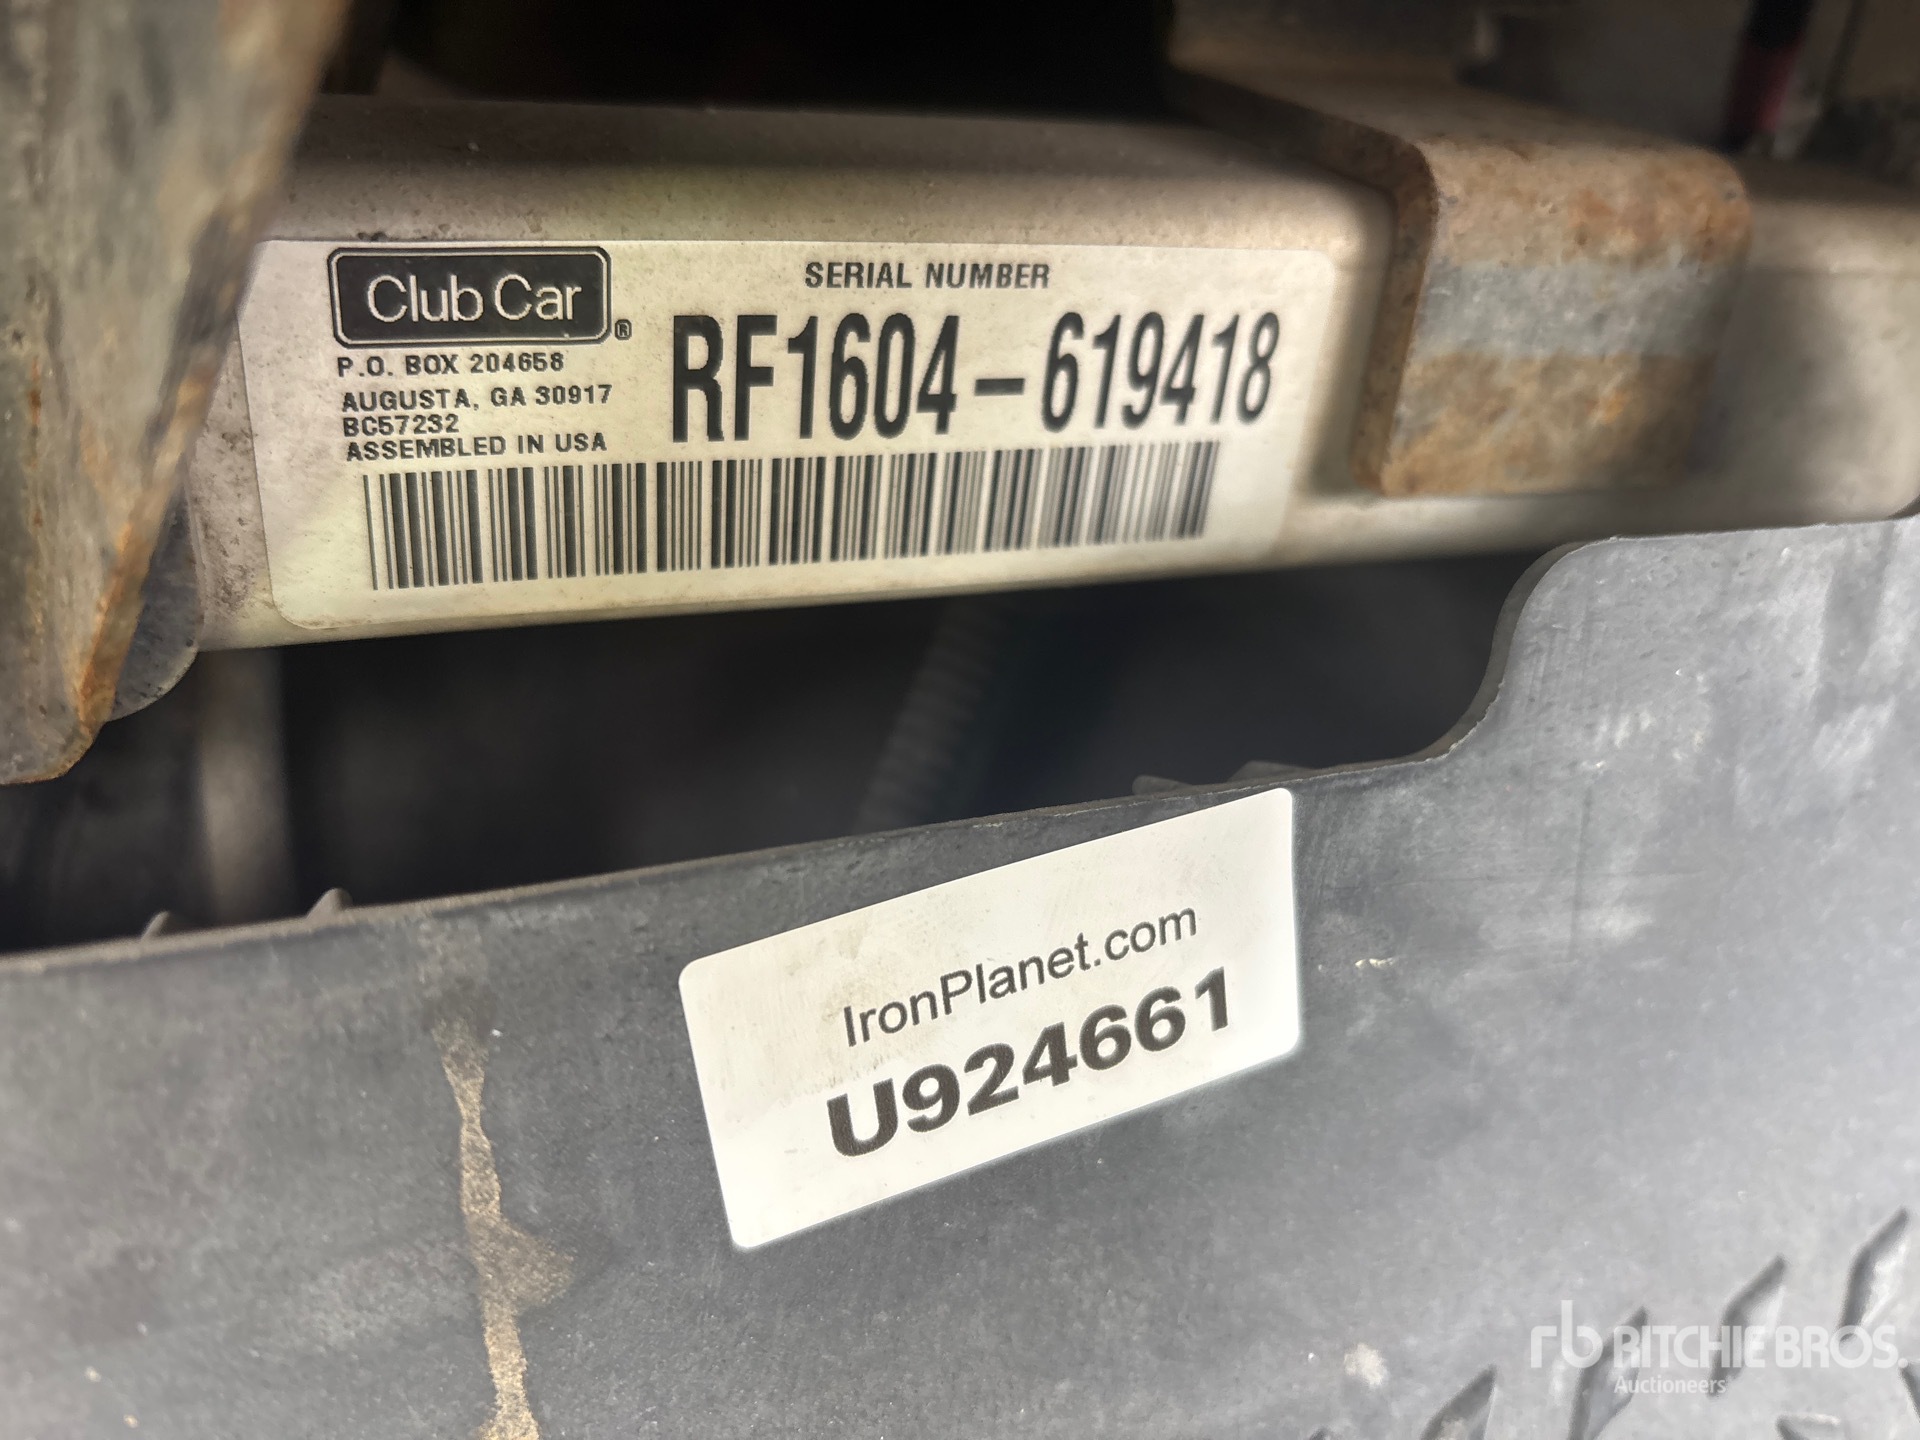 Club Car®
P.O. BOX 204658
AUGUSTA, GA 30917
BC57232
ASSEMBLED IN USA
SERIAL NUMBER
RF1604-619418
IronPlanet.com
U924661
rb RITCHIE BROS.
Auctioneers